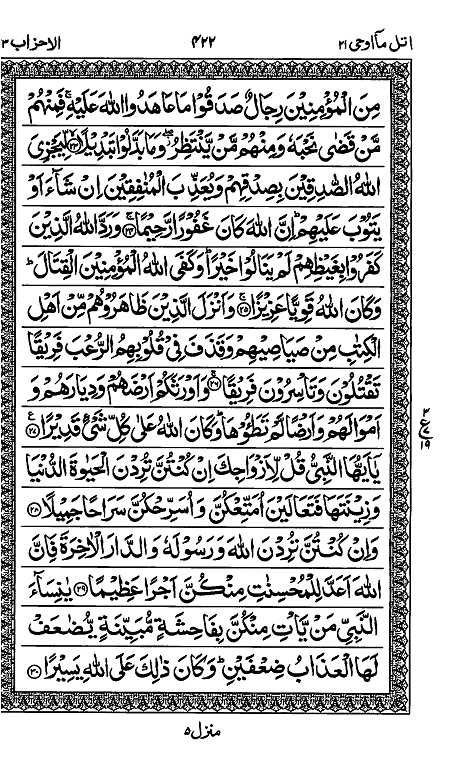 اتل مآ اوحی ۲۱ ۴۲۲ الاحزاب ۳
مِنَ الْمُؤْمِنِیْنَ رِجَالٌ صَدَقُوْا مَا عَاهَدُوا اللّٰهَ عَلَیْهِ ۚ فَمِنْهُمْ
مَّنْ قَضٰى نَحْبَهٗ وَمِنْهُمْ مَّنْ یَّنْتَظِرُ ۖ وَمَا بَدَّلُوْا تَبْدِیْلًا ۙ﴿۲۳﴾ لِّیَجْزِیَ
اللّٰهُ الصّٰدِقِیْنَ بِصِدْقِهِمْ وَیُعَذِّبَ الْمُنٰفِقِیْنَ اِنْ شَآءَ اَوْ
یَتُوْبَ عَلَیْهِمْ ؕ اِنَّ اللّٰهَ كَانَ غَفُوْرًا رَّحِیْمًا ۚ﴿۲۴﴾ وَرَدَّ اللّٰهُ الَّذِیْنَ
كَفَرُوْا بِغَیْظِهِمْ لَمْ یَنَالُوْا خَیْرًا ؕ وَكَفَى اللّٰهُ الْمُؤْمِنِیْنَ الْقِتَالَ ؕ
وَكَانَ اللّٰهُ قَوِیًّا عَزِیْزًا ۚ﴿۲۵﴾ وَاَنْزَلَ الَّذِیْنَ ظَاهَرُوْهُمْ مِّنْ اَهْلِ
الْكِتٰبِ مِنْ صَیَاصِیْهِمْ وَقَذَفَ فِیْ قُلُوْبِهِمُ الرُّعْبَ فَرِیْقًا
تَقْتُلُوْنَ وَتَاْسِرُوْنَ فَرِیْقًا ۚ﴿۲۶﴾ وَاَوْرَثَكُمْ اَرْضَهُمْ وَدِیَارَهُمْ وَ
اَمْوَالَهُمْ وَاَرْضًا لَّمْ تَطَئُوْهَا ؕ وَكَانَ اللّٰهُ عَلٰى كُلِّ شَیْءٍ قَدِیْرًا ۠﴿۲۷﴾
یٰۤاَیُّهَا النَّبِیُّ قُلْ لِّاَزْوَاجِكَ اِنْ كُنْتُنَّ تُرِدْنَ الْحَیٰوةَ الدُّنْیَا
وَزِیْنَتَهَا فَتَعَالَیْنَ اُمَتِّعْكُنَّ وَاُسَرِّحْكُنَّ سَرَاحًا جَمِیْلًا ﴿۲۸﴾
وَاِنْ كُنْتُنَّ تُرِدْنَ اللّٰهَ وَرَسُوْلَهٗ وَالدَّارَ الْاٰخِرَةَ فَاِنَّ
اللّٰهَ اَعَدَّ لِلْمُحْسِنٰتِ مِنْكُنَّ اَجْرًا عَظِیْمًا ﴿۲۹﴾ یٰنِسَآءَ
النَّبِیِّ مَنْ یَّاْتِ مِنْكُنَّ بِفَاحِشَةٍ مُّبَیِّنَةٍ یُّضٰعَفْ
لَهَا الْعَذَابُ ضِعْفَیْنِ ؕ وَكَانَ ذٰلِكَ عَلَى اللّٰهِ یَسِیْرًا ﴿۳۰﴾
ع
۱۹
منزل ۵